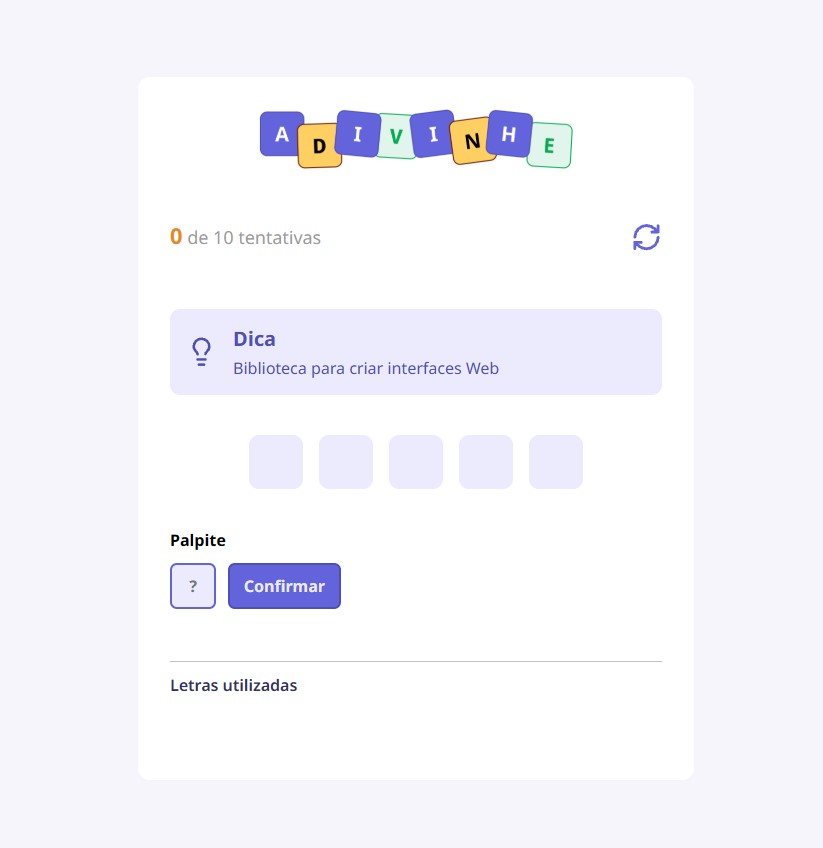 ADIVINHE
0 de 10 tentativas
Dica
Biblioteca para criar interfaces Web
Palpite
? Confirmar
Letras utilizadas